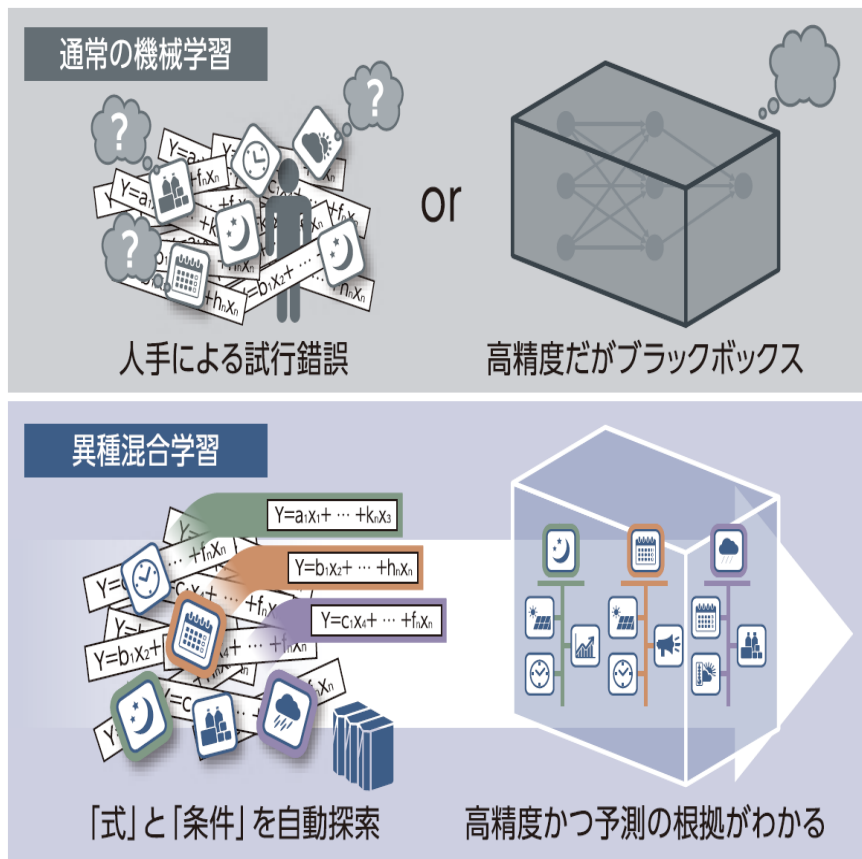 通常の機械学習
?
?
?
or
人手による試行錯誤
高精度だがブラックボックス
異種混合学習
Y=a₁x₁+ … +kₙx₃
Y=b₁x₂+ … +hₙxₙ
Y=c₁x₄+ … +fₙxₙ
「式」と「条件」を自動探索
高精度かつ予測の根拠がわかる